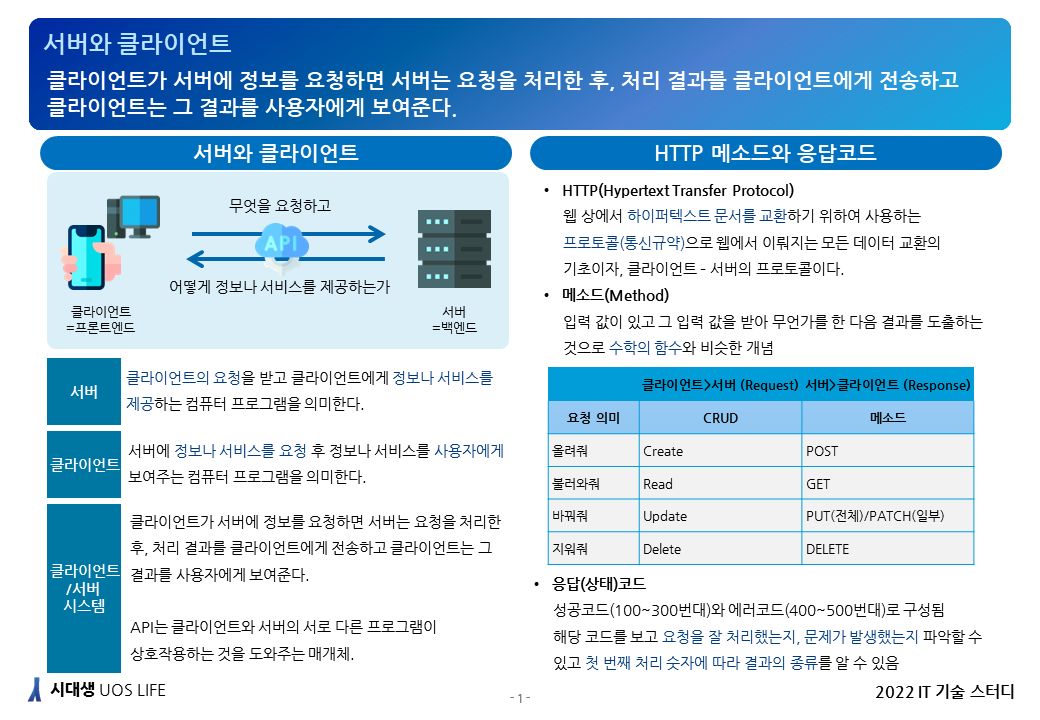 서버와 클라이언트
클라이언트가 서버에 정보를 요청하면 서버는 요청을 처리한 후, 처리 결과를 클라이언트에게 전송하고
클라이언트는 그 결과를 사용자에게 보여준다.
서버와 클라이언트
무엇을 요청하고
API
어떻게 정보나 서비스를 제공하는가
클라이언트
=프론트엔드
서버
=백엔드
서버
클라이언트의 요청을 받고 클라이언트에게 정보나 서비스를
제공하는 컴퓨터 프로그램을 의미한다.
클라이언트
서버에 정보나 서비스를 요청 후 정보나 서비스를 사용자에게
보여주는 컴퓨터 프로그램을 의미한다.
클라이언트
/서버
시스템
클라이언트가 서버에 정보를 요청하면 서버는 요청을 처리한
후, 처리 결과를 클라이언트에게 전송하고 클라이언트는 그
결과를 사용자에게 보여준다.
API는 클라이언트와 서버의 서로 다른 프로그램이
상호작용하는 것을 도와주는 매개체.
HTTP 메소드와 응답코드
• HTTP(Hypertext Transfer Protocol)
웹 상에서 하이퍼텍스트 문서를 교환하기 위하여 사용하는
프로토콜(통신규약)으로 웹에서 이뤄지는 모든 데이터 교환의
기초이자, 클라이언트 - 서버의 프로토콜이다.
• 메소드(Method)
입력 값이 있고 그 입력 값을 받아 무언가를 한 다음 결과를 도출하는
것으로 수학의 함수와 비슷한 개념
클라이언트>서버 (Request) 서버>클라이언트 (Response)
요청 의미 CRUD 메소드
올려줘 Create POST
불러와줘 Read GET
바꿔줘 Update PUT(전체)/PATCH(일부)
지워줘 Delete DELETE
• 응답(상태)코드
성공코드(100~300번대)와 에러코드(400~500번대)로 구성됨
해당 코드를 보고 요청을 잘 처리했는지, 문제가 발생했는지 파악할 수
있고 첫 번째 처리 숫자에 따라 결과의 종류를 알 수 있음
시대생 UOS LIFE
- 1 -
2022 IT 기술 스터디